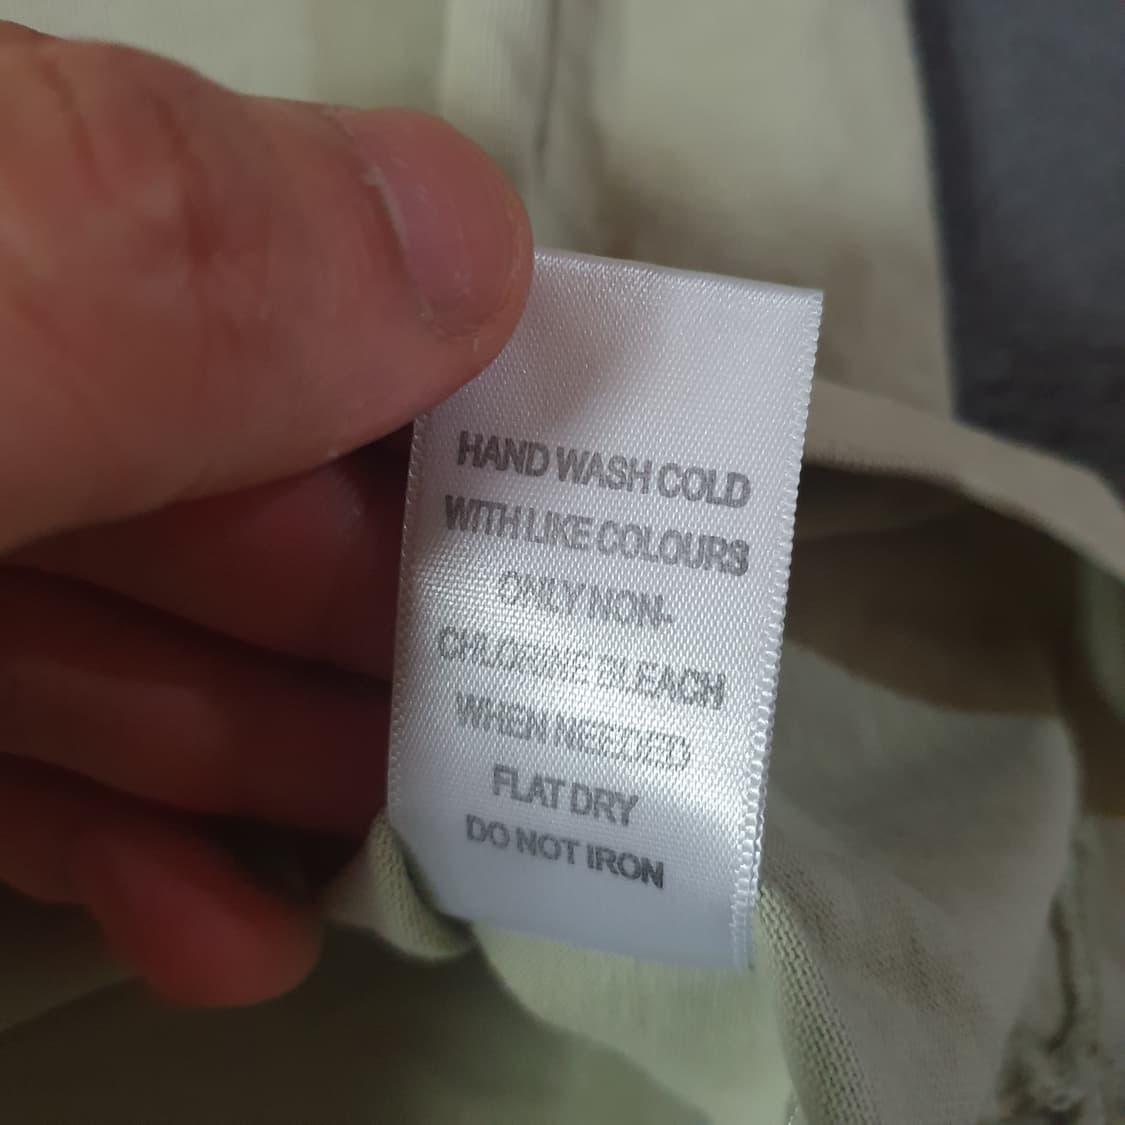 HAND WASH COLD
WITH LIKE COLOURS
ONLY NON-
CHLORINE BLEACH
WHEN NEEDED
FLAT DRY
DO NOT IRON